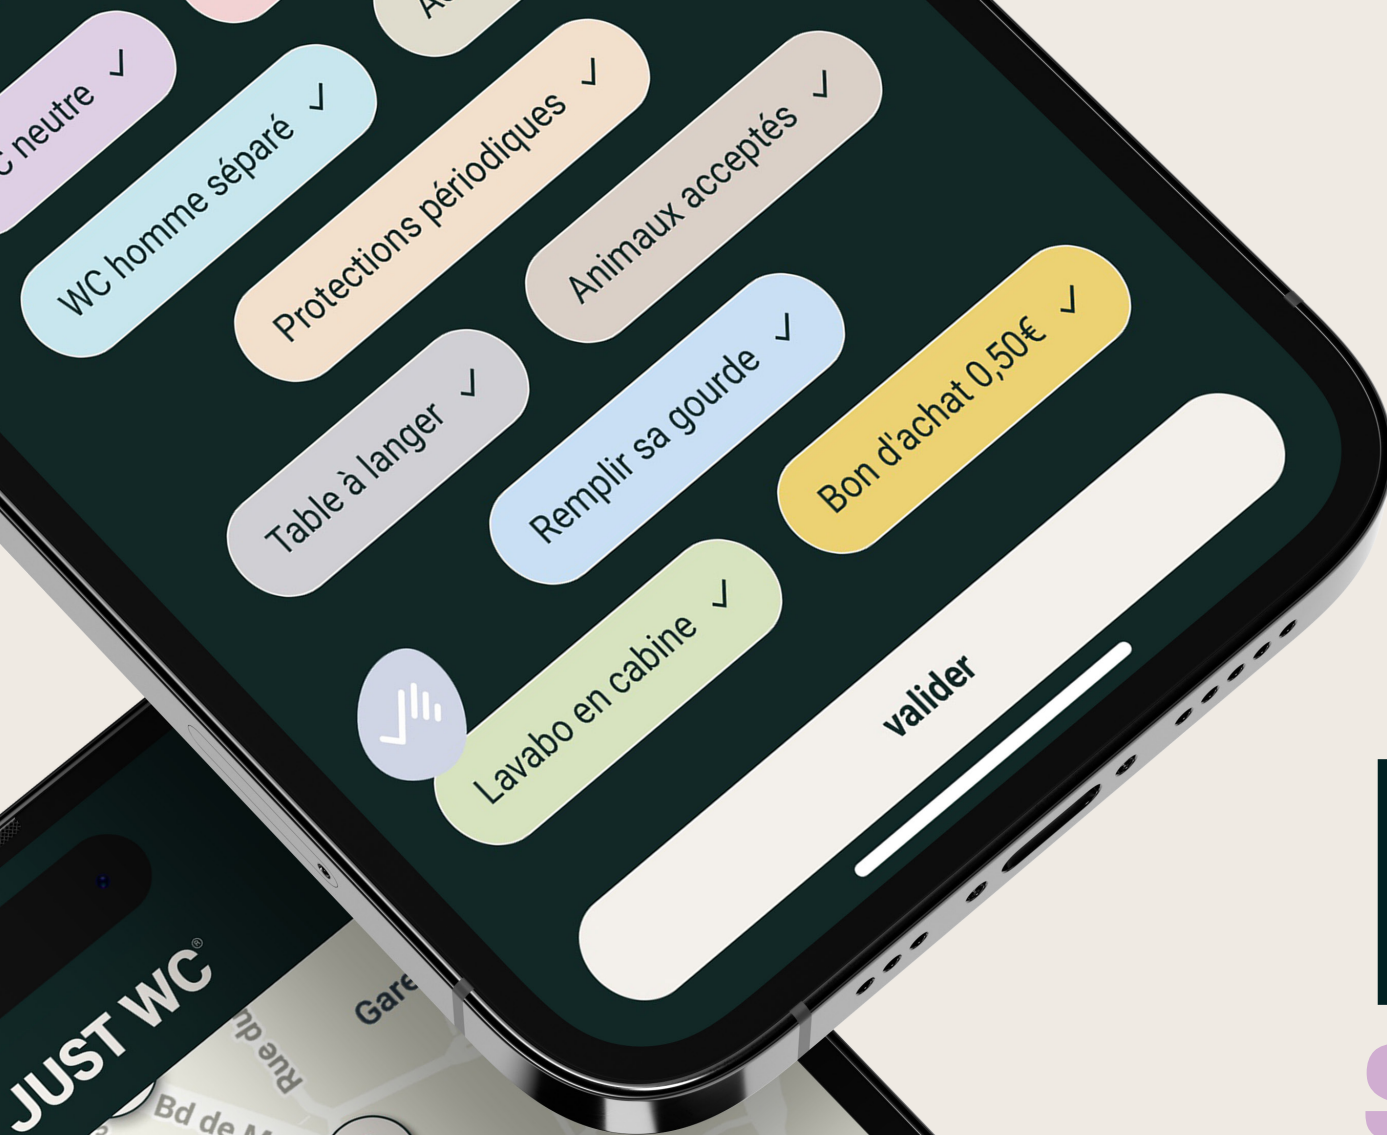 neutre
WC homme séparé
Protections périodiques
Animaux acceptés
Table à langer
Remplir sa gourde
Bon d'achat 0,50€
Lavabo en cabine
valider
JUST WC®
Gare
Rue du
Bd de